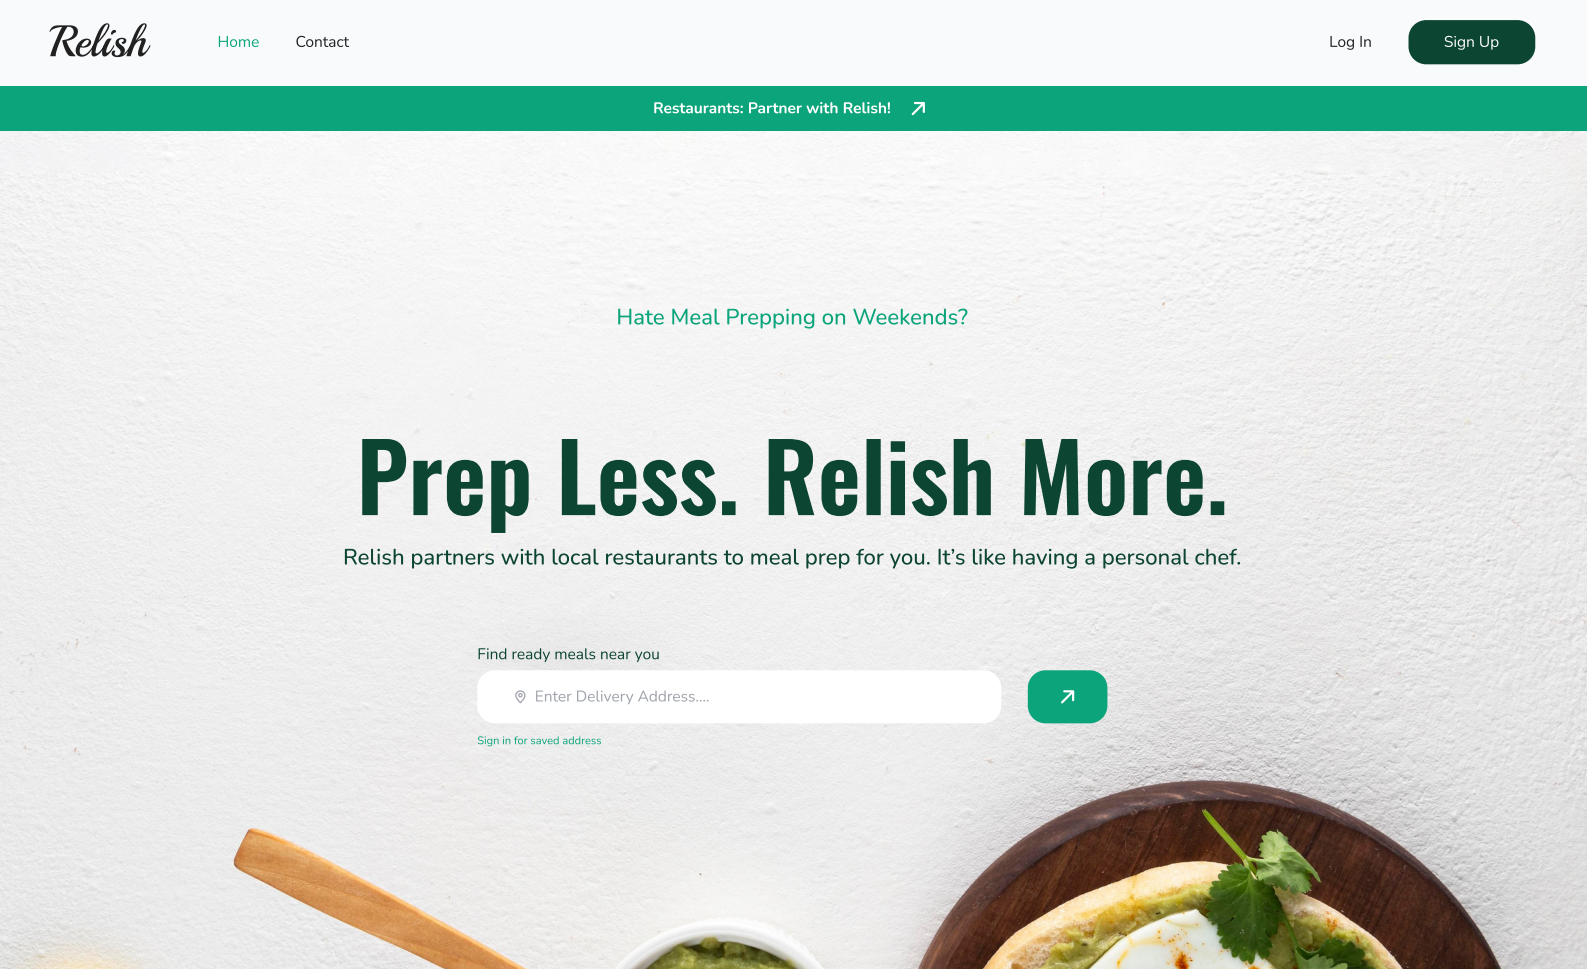 Relish
Home
Contact
Log In
Sign Up
Restaurants: Partner with Relish!
Hate Meal Prepping on Weekends?
Prep Less. Relish More.
Relish partners with local restaurants to meal prep for you. It’s like having a personal chef.
Find ready meals near you
Enter Delivery Address....
Sign in for saved address